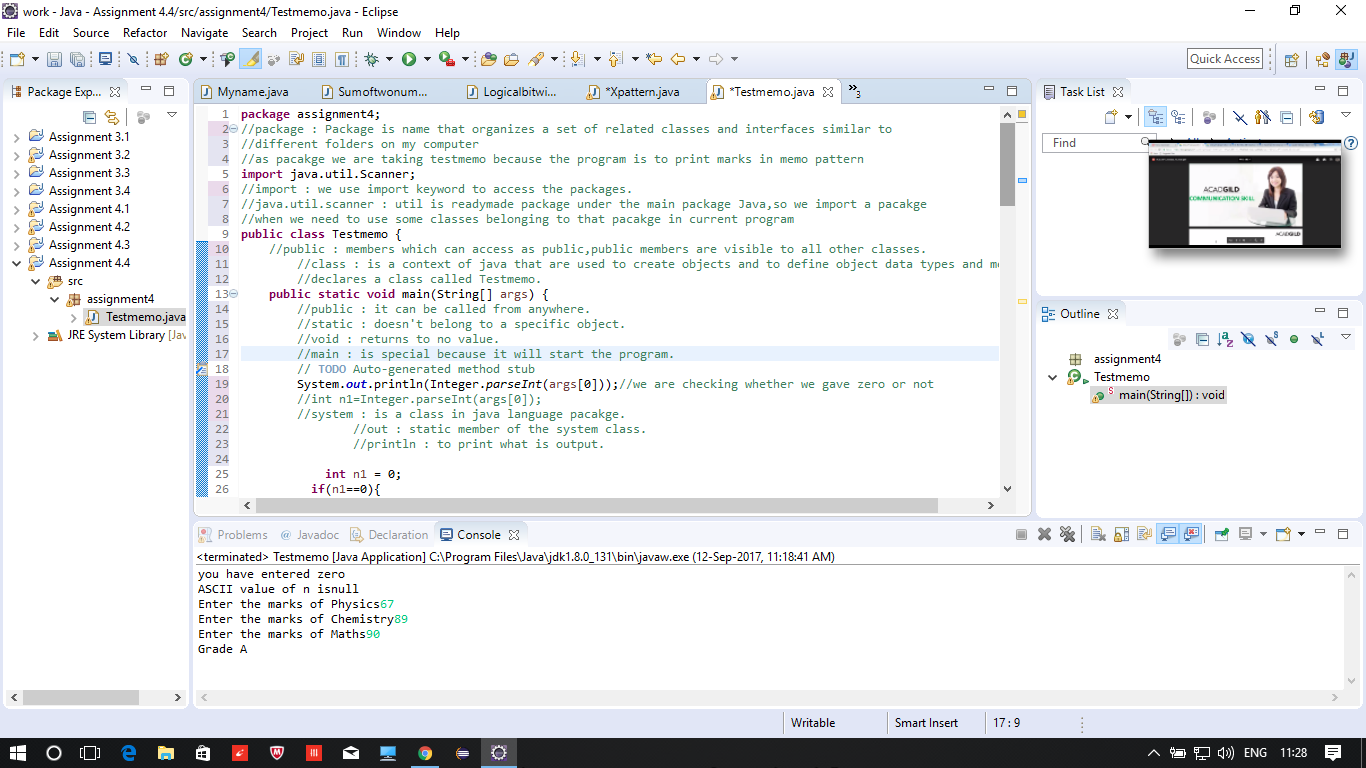 work - Java - Assignment 4.4/src/assignment4/Testmemo.java - Eclipse
File Edit Source Refactor Navigate Search Project Run Window Help
Quick Access
Package Exp...
Assignment 3.1
Assignment 3.2
Assignment 3.3
Assignment 3.4
Assignment 4.1
Assignment 4.2
Assignment 4.3
Assignment 4.4
src
assignment4
Testmemo.java
JRE System Library [Jav
Myname.java Sumoftwonum... Logicalbitwi... *Xpattern.java *Testmemo.java »3
1 package assignment4;
2 //package : Package is name that organizes a set of related classes and interfaces similar to
3 //different folders on my computer
4 //as pacakge we are taking testmemo because the program is to print marks in memo pattern
5 import java.util.Scanner;
6 //import : we use import keyword to access the packages.
7 //java.util.scanner : util is readymade package under the main package Java,so we import a pacakge
8 //when we need to use some classes belonging to that pacakge in current program
9 public class Testmemo {
10 //public : members which can access as public,public members are visible to all other classes.
11 //class : is a context of java that are used to create objects and to define object data types and me
12 //declares a class called Testmemo.
13 public static void main(String[] args) {
14 //public : it can be called from anywhere.
15 //static : doesn't belong to a specific object.
16 //void : returns to no value.
17 //main : is special because it will start the program.
18 // TODO Auto-generated method stub
19 System.out.println(Integer.parseInt(args[0]));//we are checking whether we gave zero or not
20 //int n1=Integer.parseInt(args[0]);
21 //system : is a class in java language pacakge.
22 //out : static member of the system class.
23 //println : to print what is output.
24
25 int n1 = 0;
26 if(n1==0){
Task List
Find
ACADGILD
COMMUNICATION SKILL
ACADGILD
Outline
assignment4
Testmemo
main(String[]) : void
Problems Javadoc Declaration Console
<terminated> Testmemo [Java Application] C:\Program Files\Java\jdk1.8.0_131\bin\javaw.exe (12-Sep-2017, 11:18:41 AM)
you have entered zero
ASCII value of n isnull
Enter the marks of Physics67
Enter the marks of Chemistry89
Enter the marks of Maths90
Grade A
Writable Smart Insert 17 : 9
ENG 11:28